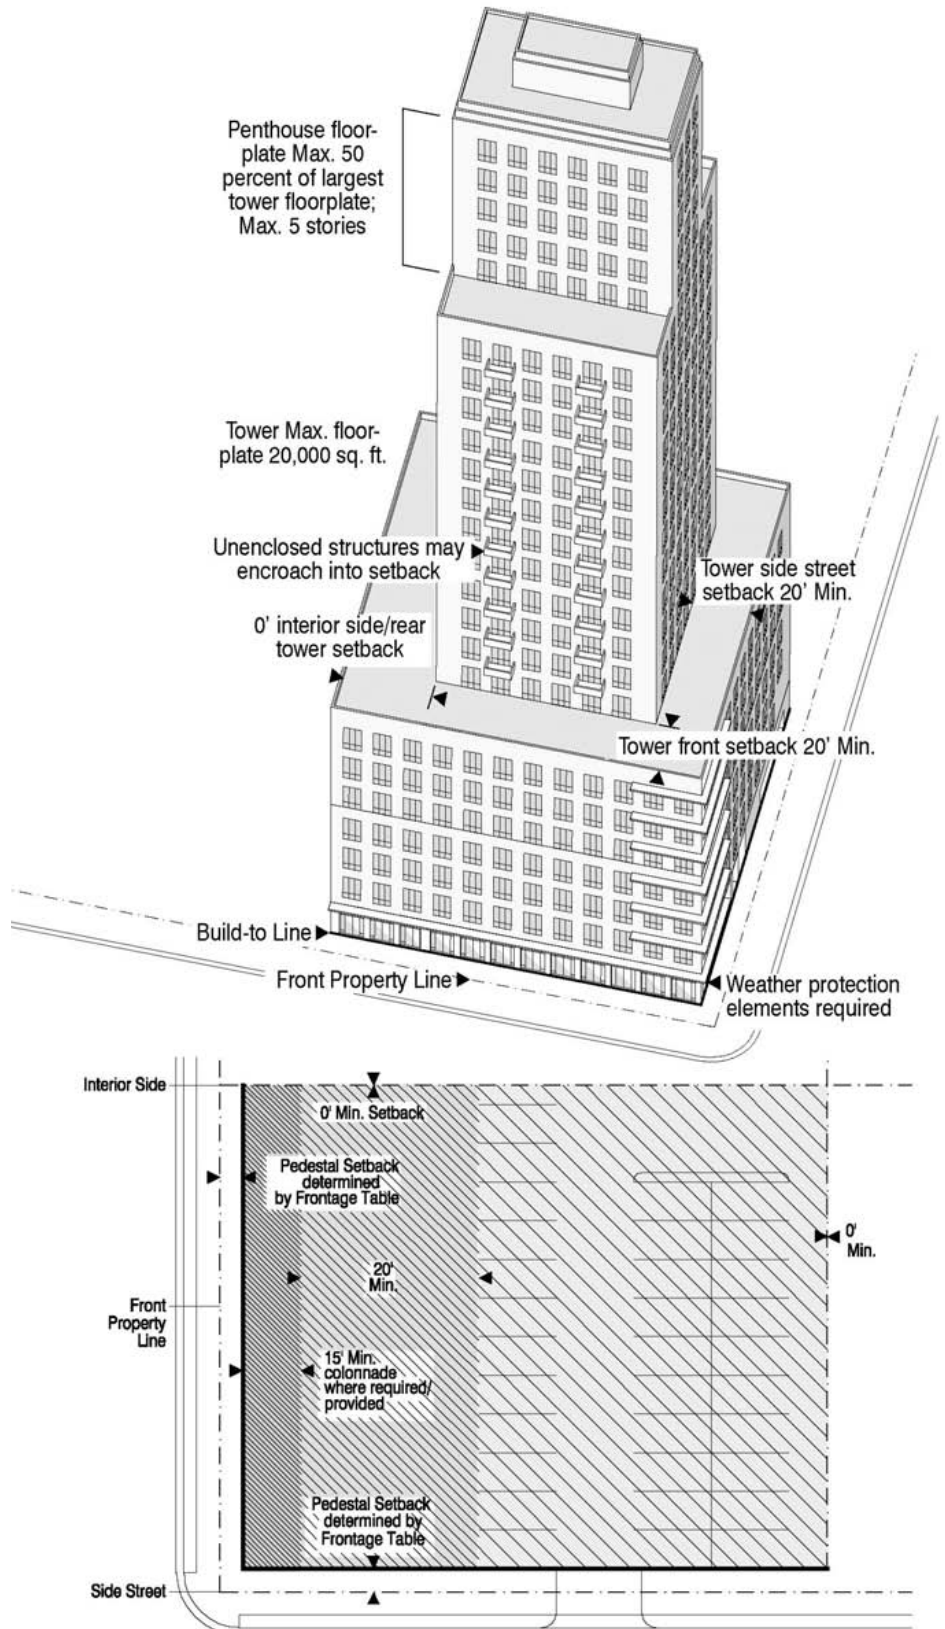 Penthouse floor-
plate Max. 50
percent of largest
tower floorplate;
Max. 5 stories
Tower Max. floor-
plate 20,000 sq. ft.
Unenclosed structures may
encroach into setback
Tower side street
setback 20' Min.
0' interior side/rear
tower setback
Tower front setback 20' Min.
Build-to Line
Front Property Line
Weather protection
elements required
Interior Side
0' Min. Setback
Pedestal Setback
determined
by Frontage Table
0'
Min.
20'
Min.
Front
Property
Line
15' Min.
colonnade
where required/
provided
Pedestal Setback
determined by
Frontage Table
Side Street